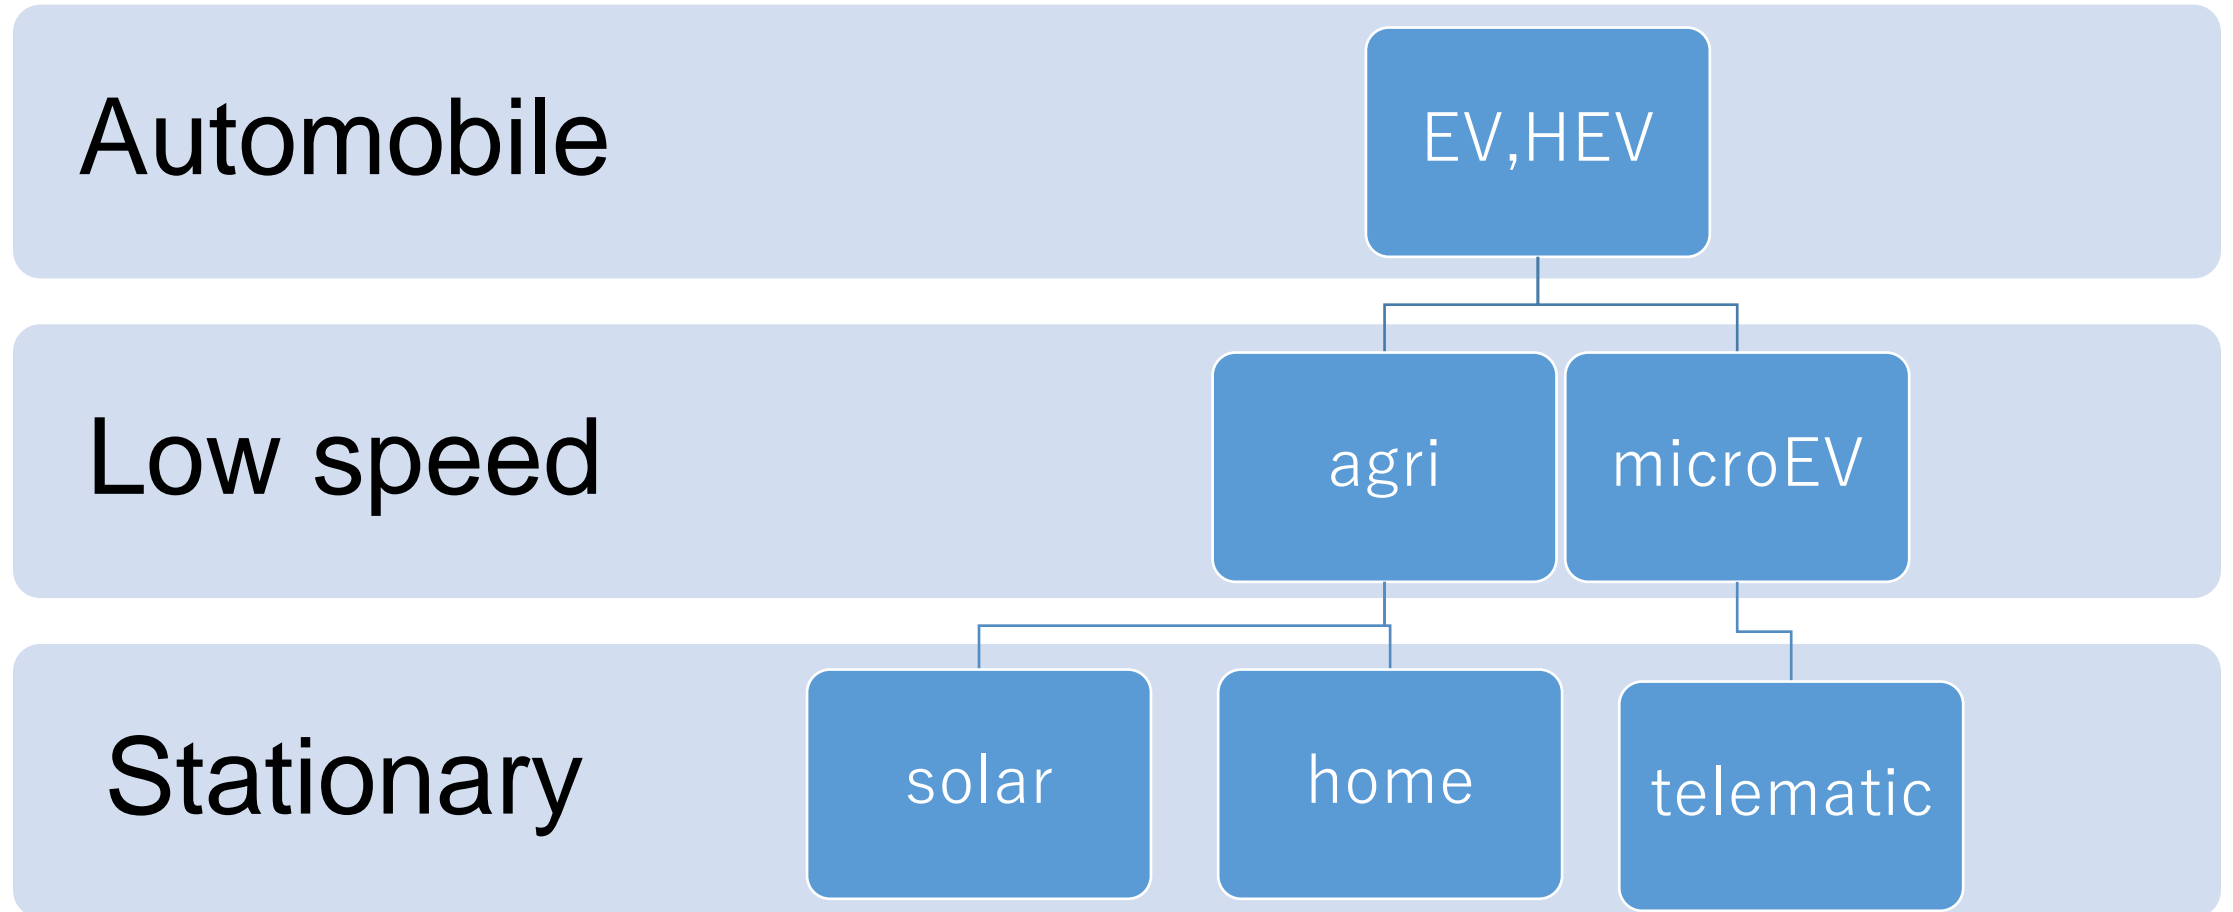 Automobile
EV,HEV
Low speed
agri
microEV
Stationary
solar
home
telematic